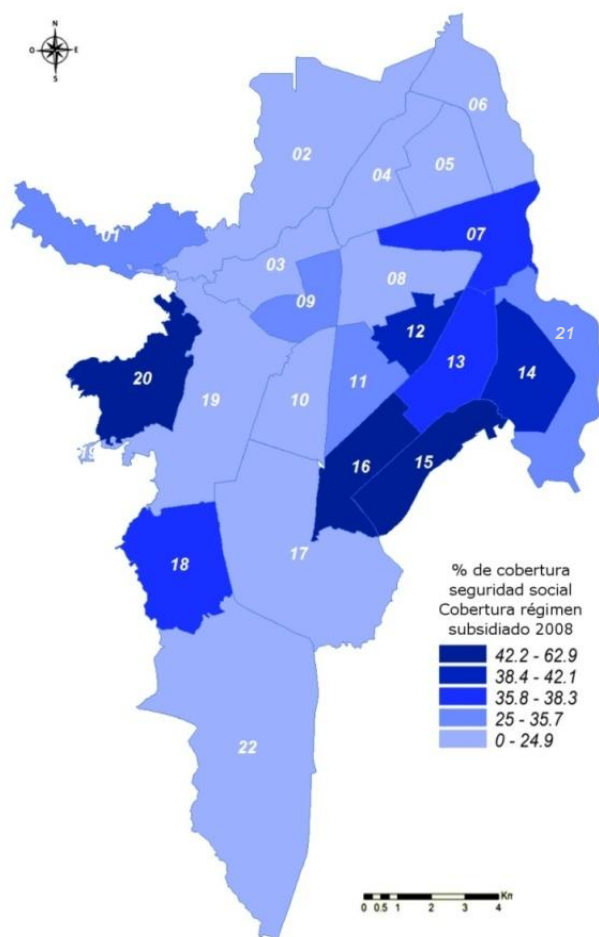 N
O
E
S
06
02
04
05
01
07
03
08
09
12
21
13
14
20
11
19
10
19
16
15
17
18
% de cobertura
seguridad social
Cobertura régimen
subsidiado 2008
42.2 - 62.9
38.4 - 42.1
35.8 - 38.3
25 - 35.7
0 - 24.9
22
Km
0 0.5 1 2 3 4